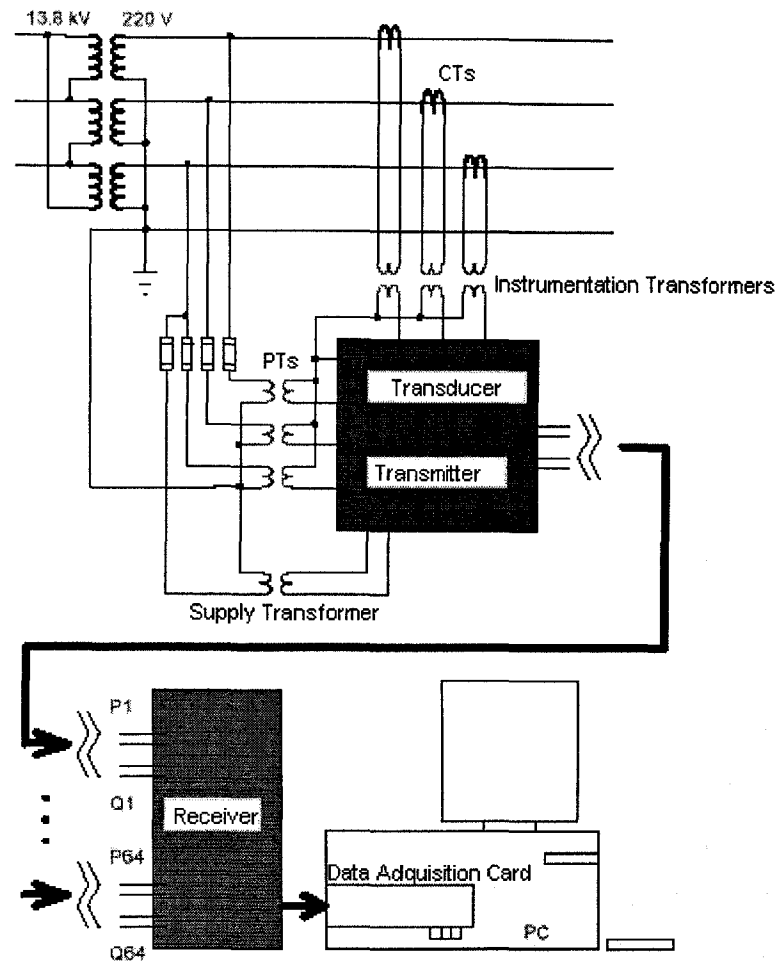 13.8 kV 220 V
CTs
Instrumentation Transformers
PTs
Transducer
Transmitter
Supply Transformer
P1
Q1
Receiver
P64
Data Adquisition Card
PC
Q64